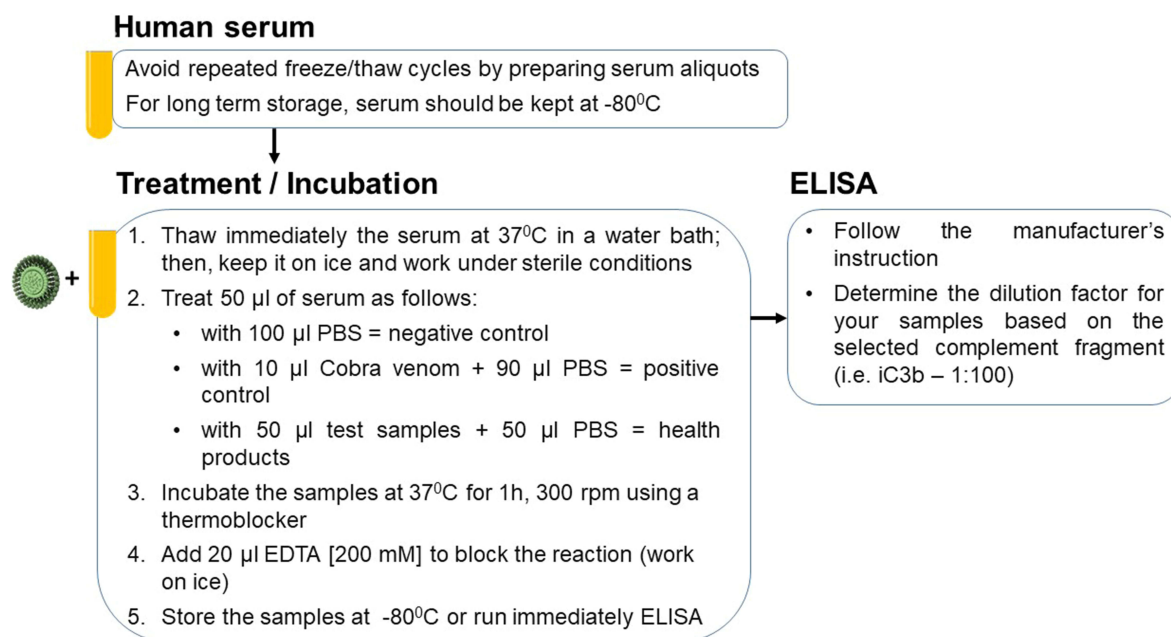 Human serum
Avoid repeated freeze/thaw cycles by preparing serum aliquots
For long term storage, serum should be kept at -80⁰C
Treatment / Incubation
1. Thaw immediately the serum at 37⁰C in a water bath;
then, keep it on ice and work under sterile conditions
2. Treat 50 µl of serum as follows:
• with 100 µl PBS = negative control
• with 10 µl Cobra venom + 90 µl PBS = positive
control
• with 50 µl test samples + 50 µl PBS = health
products
3. Incubate the samples at 37⁰C for 1h, 300 rpm using a
thermoblocker
4. Add 20 µl EDTA [200 mM] to block the reaction (work
on ice)
5. Store the samples at -80⁰C or run immediately ELISA
+
ELISA
• Follow the manufacturer's
instruction
• Determine the dilution factor for
your samples based on the
selected complement fragment
(i.e. iC3b – 1:100)